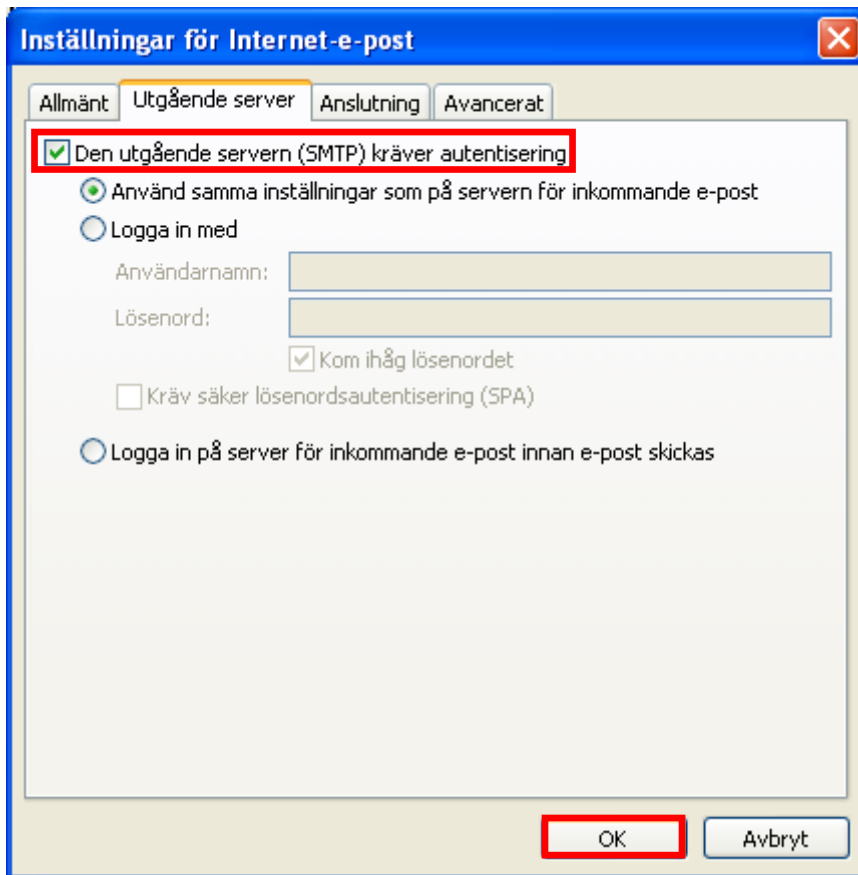 Inställningar för Internet-e-post
Allmänt Utgående server Anslutning Avancerat
Den utgående servern (SMTP) kräver autentisering
Använd samma inställningar som på servern för inkommande e-post
Logga in med
Användarnamn:
Lösenord:
Kom ihåg lösenordet
Kräv säker lösenordsautentisering (SPA)
Logga in på server för inkommande e-post innan e-post skickas
OK Avbryt